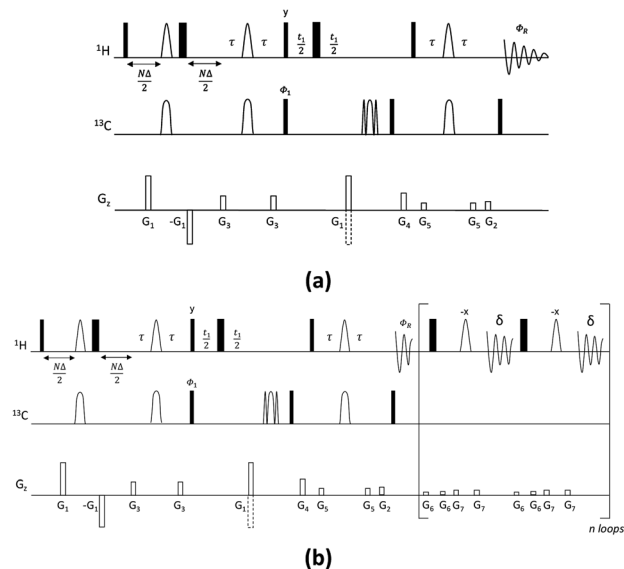 y
¹H
τ τ
t₁/2 t₁/2
τ τ
Φ_R
NΔ/2 NΔ/2
Φ₁
¹³C
G_z
G₁ -G₁ G₃ G₃ G₁ G₄ G₅ G₅ G₂
(a)
y -x -x
Φ_R δ δ
¹H
τ τ
t₁/2 t₁/2
τ τ
NΔ/2 NΔ/2
Φ₁
¹³C
G_z
G₁ -G₁ G₃ G₃ G₁ G₄ G₅ G₅ G₂ G₆ G₆ G₇ G₇ G₆ G₆ G₇ G₇
n loops
(b)